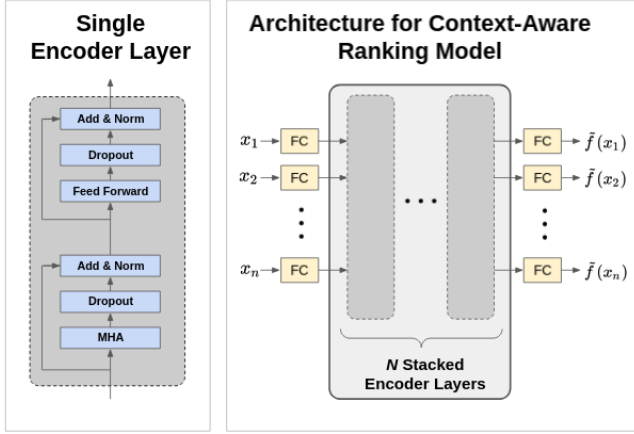 Single
Encoder Layer
Add & Norm
Dropout
Feed Forward
Add & Norm
Dropout
MHA
Architecture for Context-Aware
Ranking Model
x₁ FC FC f̃(x₁)
x₂ FC FC f̃(x₂)
xₙ FC FC f̃(xₙ)
N Stacked
Encoder Layers